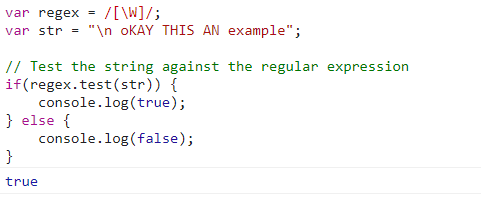 var regex = /[\W]/;
var str = "\n oKAY THIS AN example";

// Test the string against the regular expression
if(regex.test(str)) {
    console.log(true);
} else {
    console.log(false);
}
true